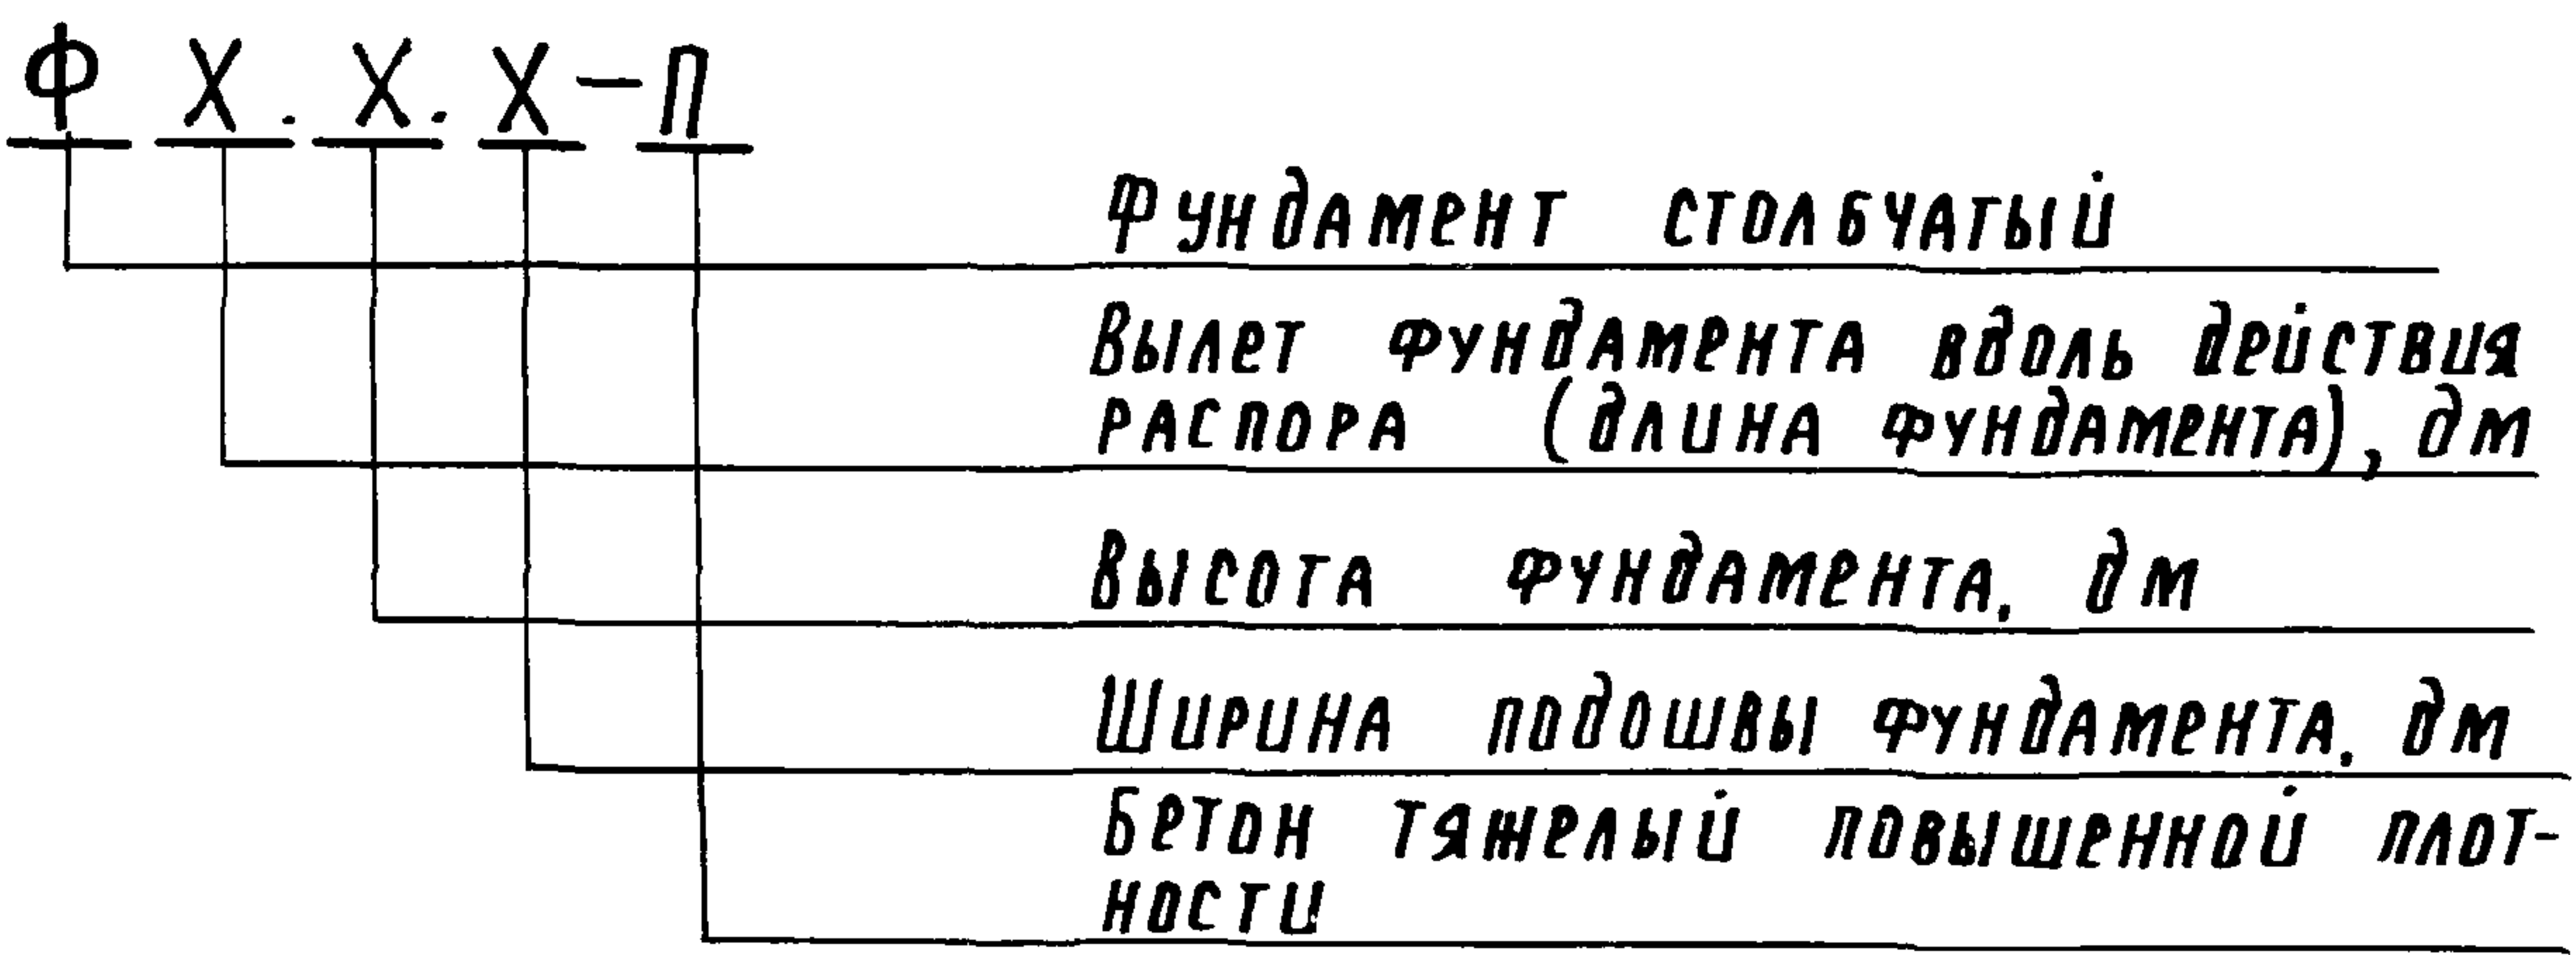 Ф Х. Х. Х-П
Фундамент столбчатый
Вылет фундамента вдоль действия
распора (длина фундамента), дм
Высота фундамента, дм
Ширина подошвы фундамента, дм
Бетон тяжелый повышенной плот-
ности